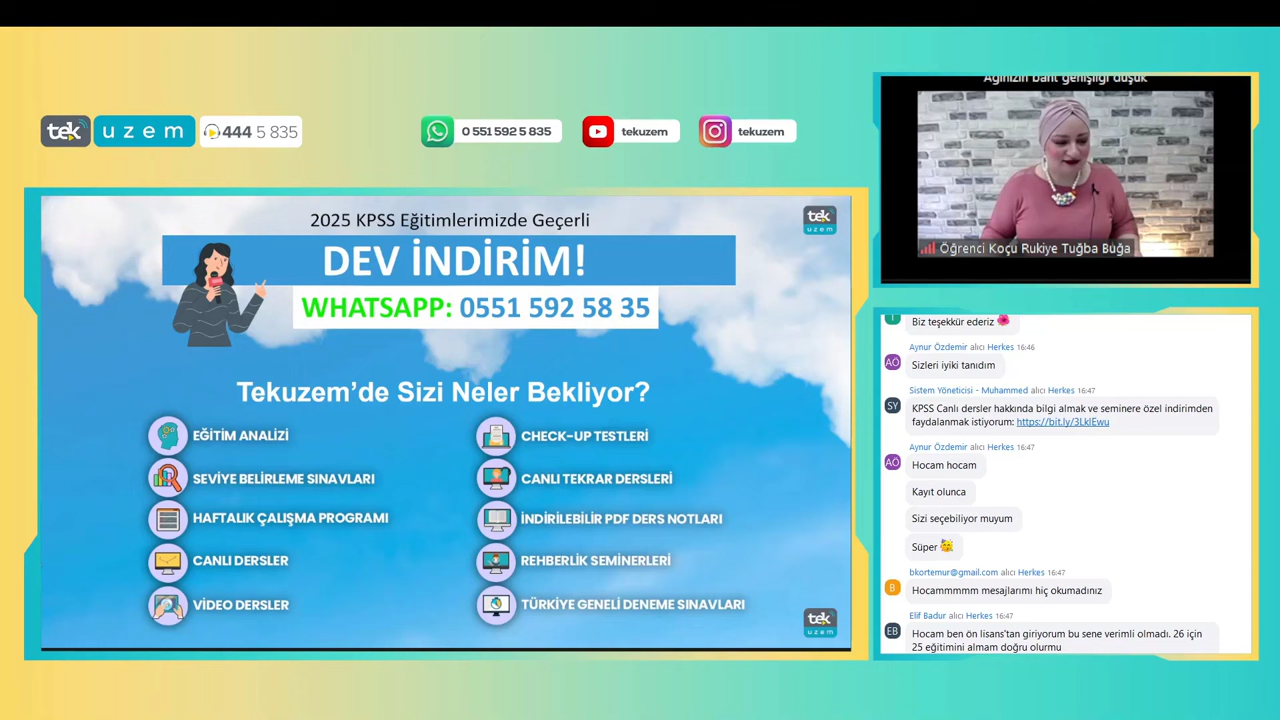 tek
uzem
444 5 835
0 551 592 5 835
tekuzem
tekuzem
2025 KPSS Eğitimlerimizde Geçerli
DEV İNDİRİM!
WHATSAPP: 0551 592 58 35
tek
uzem
Tekuzem’de Sizi Neler Bekliyor?
EĞİTİM ANALİZİ
SEVİYE BELİRLEME SINAVLARI
HAFTALIK ÇALIŞMA PROGRAMI
CANLI DERSLER
VİDEO DERSLER
CHECK-UP TESTLERİ
CANLI TEKRAR DERSLERİ
İNDİRİLEBİLİR PDF DERS NOTLARI
REHBERLİK SEMİNERLERİ
TÜRKİYE GENELİ DENEME SINAVLARI
tek
uzem
Ağınızın bant genişliği düşük
Öğrenci Koçu Rukiye Tuğba Buğa
Biz teşekkür ederiz
Aynur Özdemir alıcı Herkes 16:46
AÖ
Sizleri iyiki tanıdım
Sistem Yöneticisi - Muhammed alıcı Herkes 16:47
SY
KPSS Canlı dersler hakkında bilgi almak ve seminere özel indirimden
faydalanmak istiyorum: https://bit.ly/3LklEwu
Aynur Özdemir alıcı Herkes 16:47
AÖ
Hocam hocam
Kayıt olunca
Sizi seçebiliyor muyum
Süper
bkortemur@gmail.com alıcı Herkes 16:47
B
Hocammmmm mesajlarımı hiç okumadınız
Elif Badur alıcı Herkes 16:47
EB
Hocam ben ön lisans'tan giriyorum bu sene verimli olmadı. 26 için
25 eğitimini almam doğru olurmu